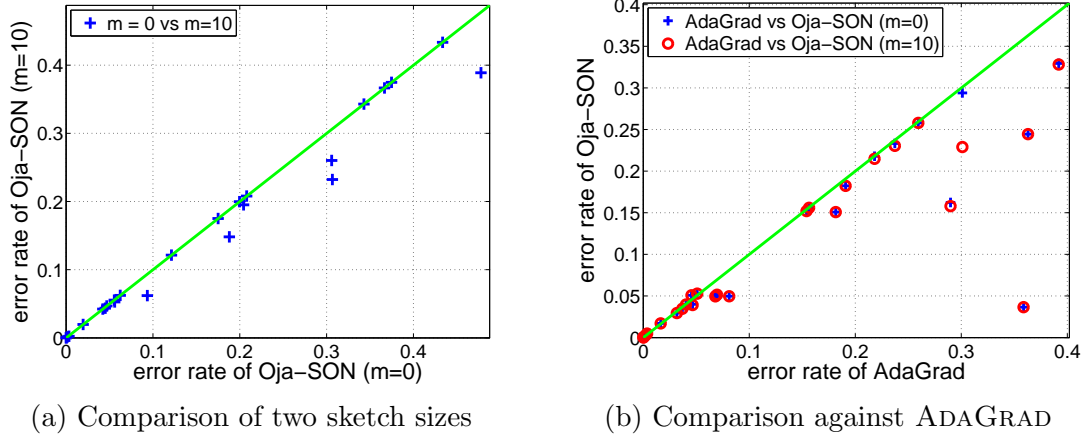 m = 0 vs m=10
error rate of Oja−SON (m=10)
0.4
0.3
0.2
0.1
0
0 0.1 0.2 0.3 0.4
error rate of Oja−SON (m=0)
(a) Comparison of two sketch sizes
AdaGrad vs Oja−SON (m=0)
AdaGrad vs Oja−SON (m=10)
error rate of Oja−SON
0.4
0.35
0.3
0.25
0.2
0.15
0.1
0.05
0
0 0.1 0.2 0.3 0.4
error rate of AdaGrad
(b) Comparison against ADAGRAD